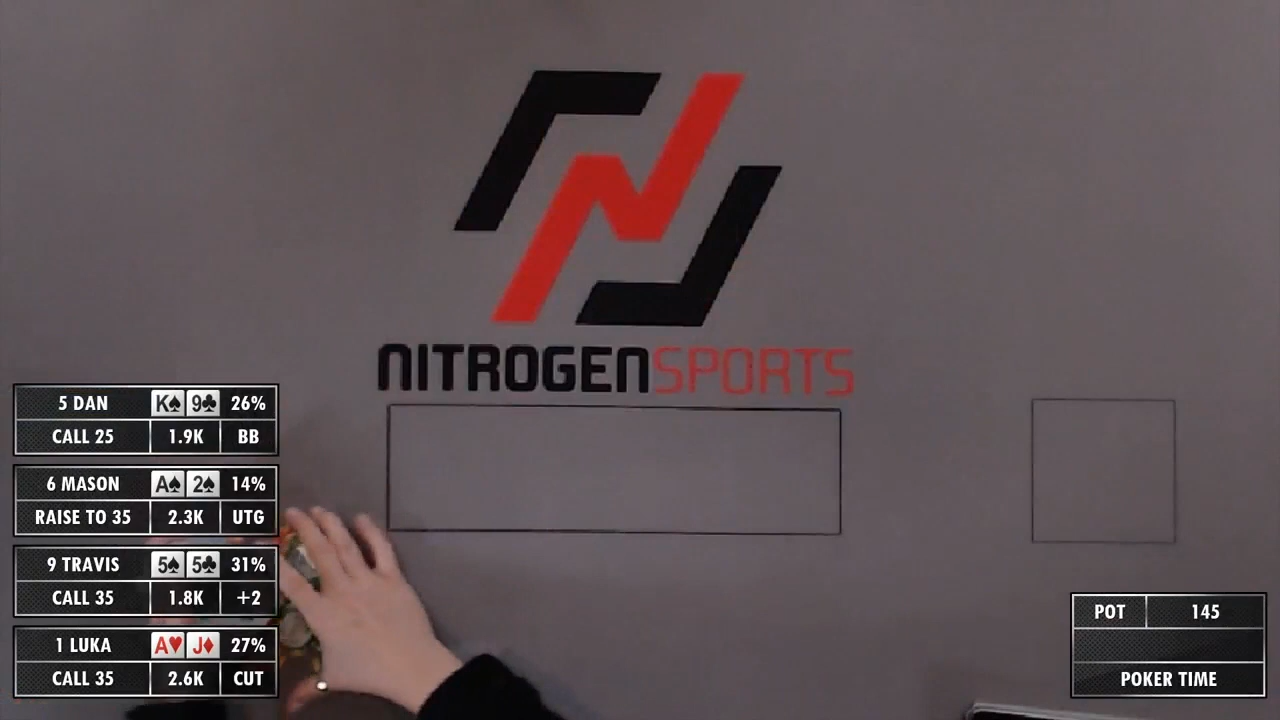 NITROGENSPORTS
5 DAN K♠ 9♣ 26%
CALL 25 1.9K BB
6 MASON A♠ 2♠ 14%
RAISE TO 35 2.3K UTG
9 TRAVIS 5♠ 5♣ 31%
CALL 35 1.8K +2
1 LUKA A♥ J♦ 27%
CALL 35 2.6K CUT
POT 145
POKER TIME